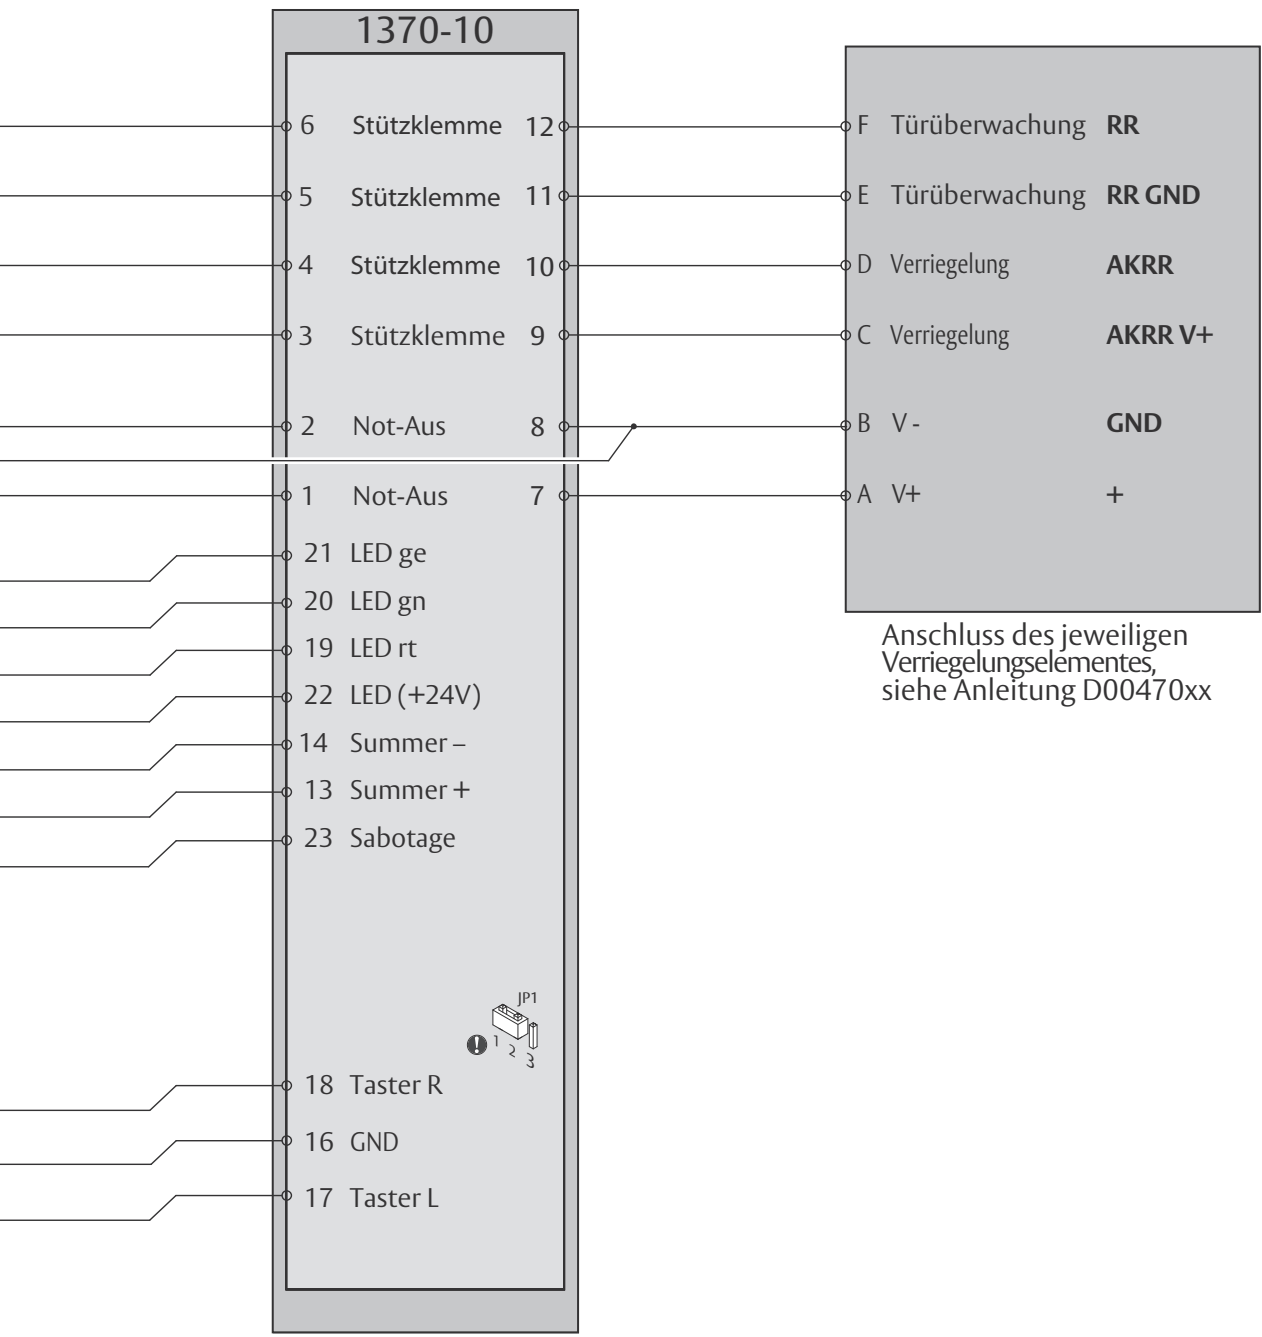 1370-10
6 Stützklemme 12
5 Stützklemme 11
4 Stützklemme 10
3 Stützklemme 9
2 Not-Aus 8
1 Not-Aus 7
21 LED ge
20 LED gn
19 LED rt
22 LED (+24V)
14 Summer –
13 Summer +
23 Sabotage
JP1
1
2
3
18 Taster R
16 GND
17 Taster L
F Türüberwachung RR
E Türüberwachung RR GND
D Verriegelung AKRR
C Verriegelung AKRR V+
B V - GND
A V+ +
Anschluss des jeweiligen
Verriegelungselementes,
siehe Anleitung D00470xx